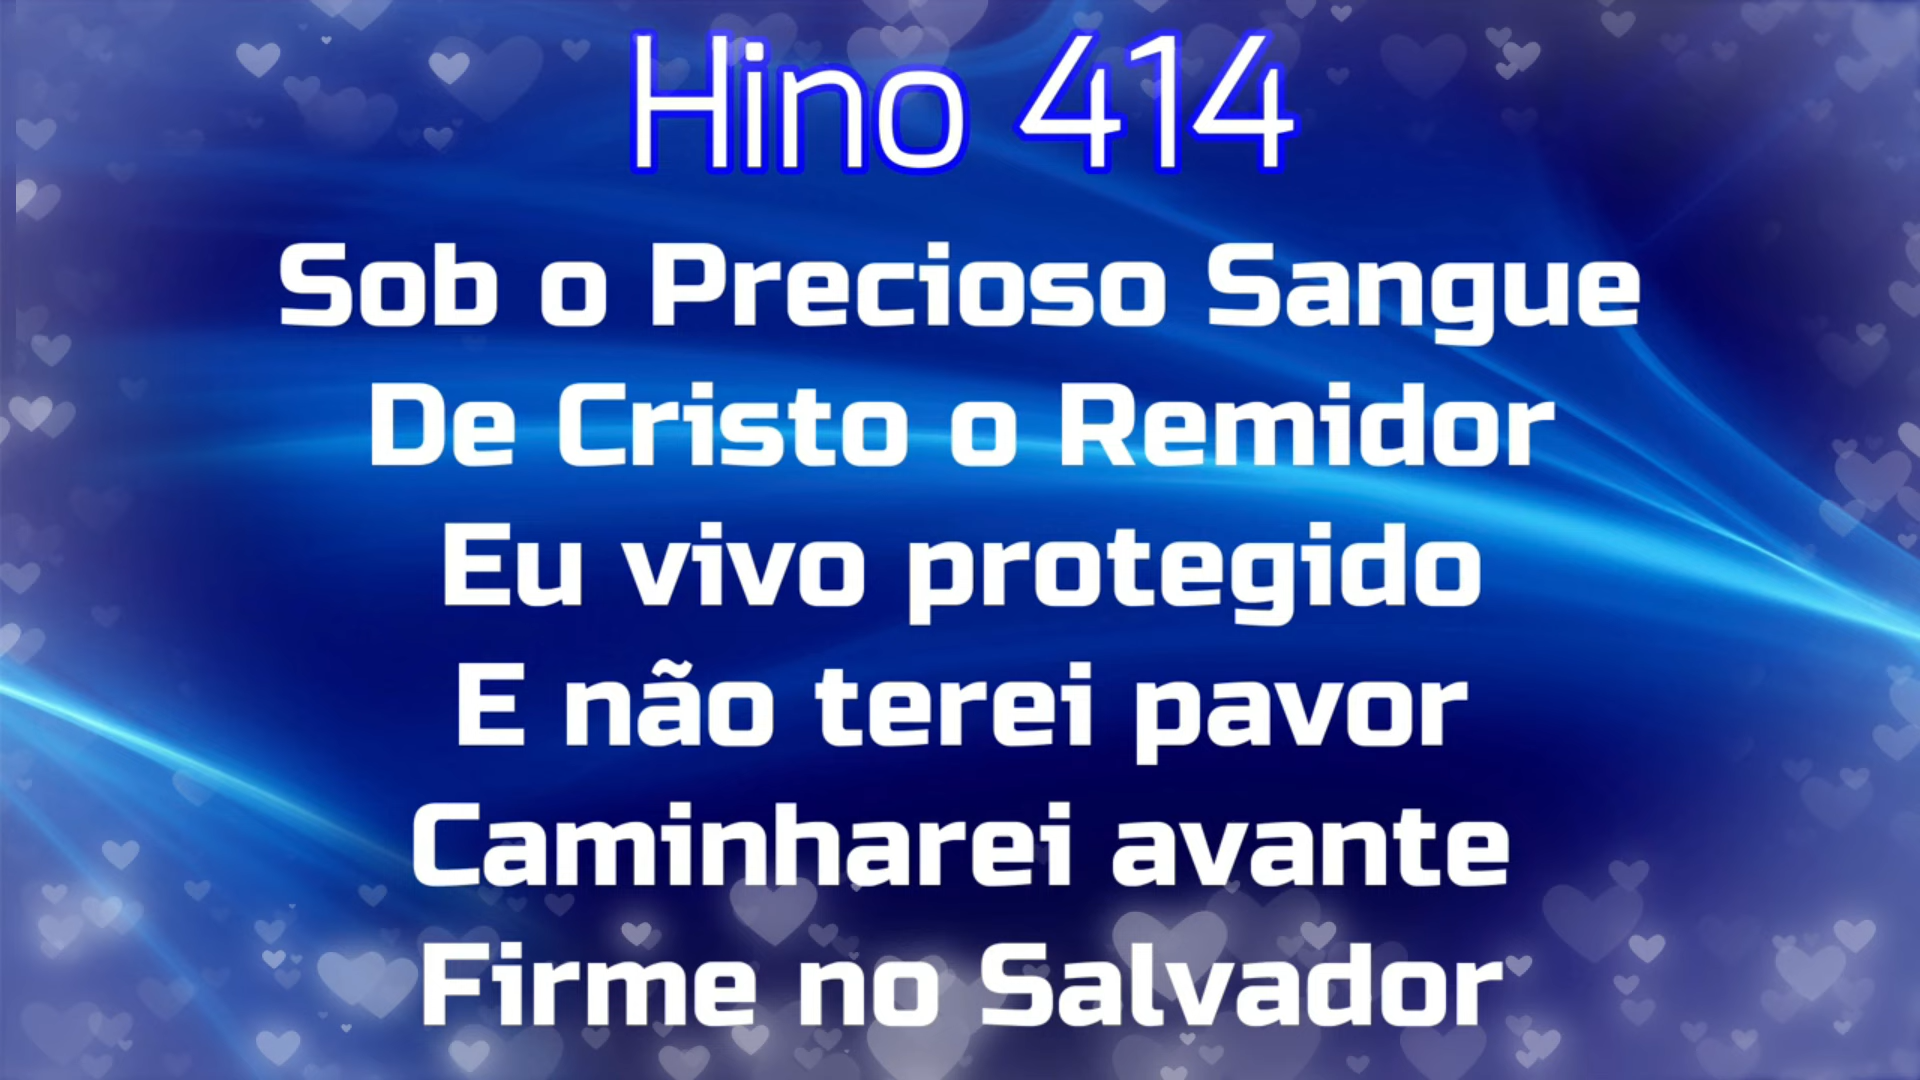 Hino 414
Sob o Precioso Sangue
De Cristo o Remidor
Eu vivo protegido
E não terei pavor
Caminharei avante
Firme no Salvador